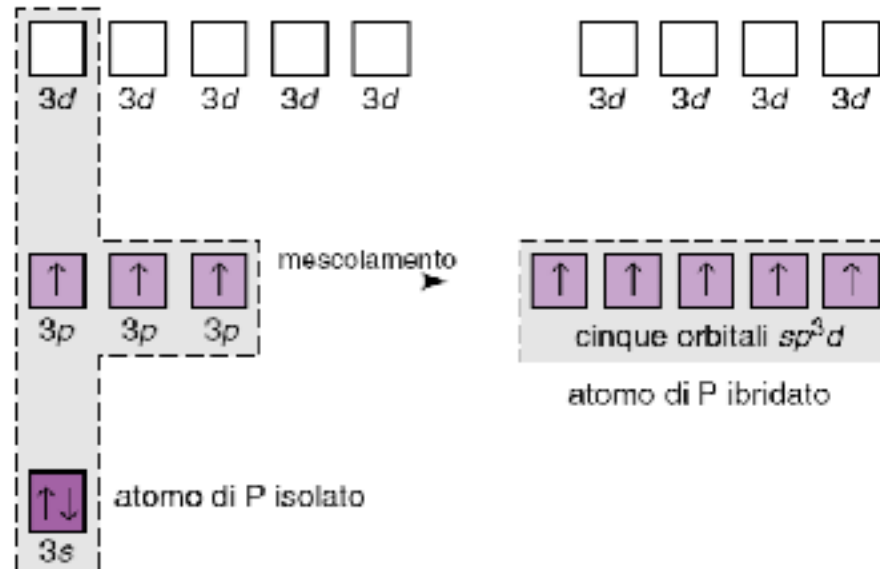 3d 3d 3d 3d 3d 3d 3d 3d 3d
mescolamento
3p 3p 3p
cinque orbitali sp³d
atomo di P ibridato
atomo di P isolato
3s